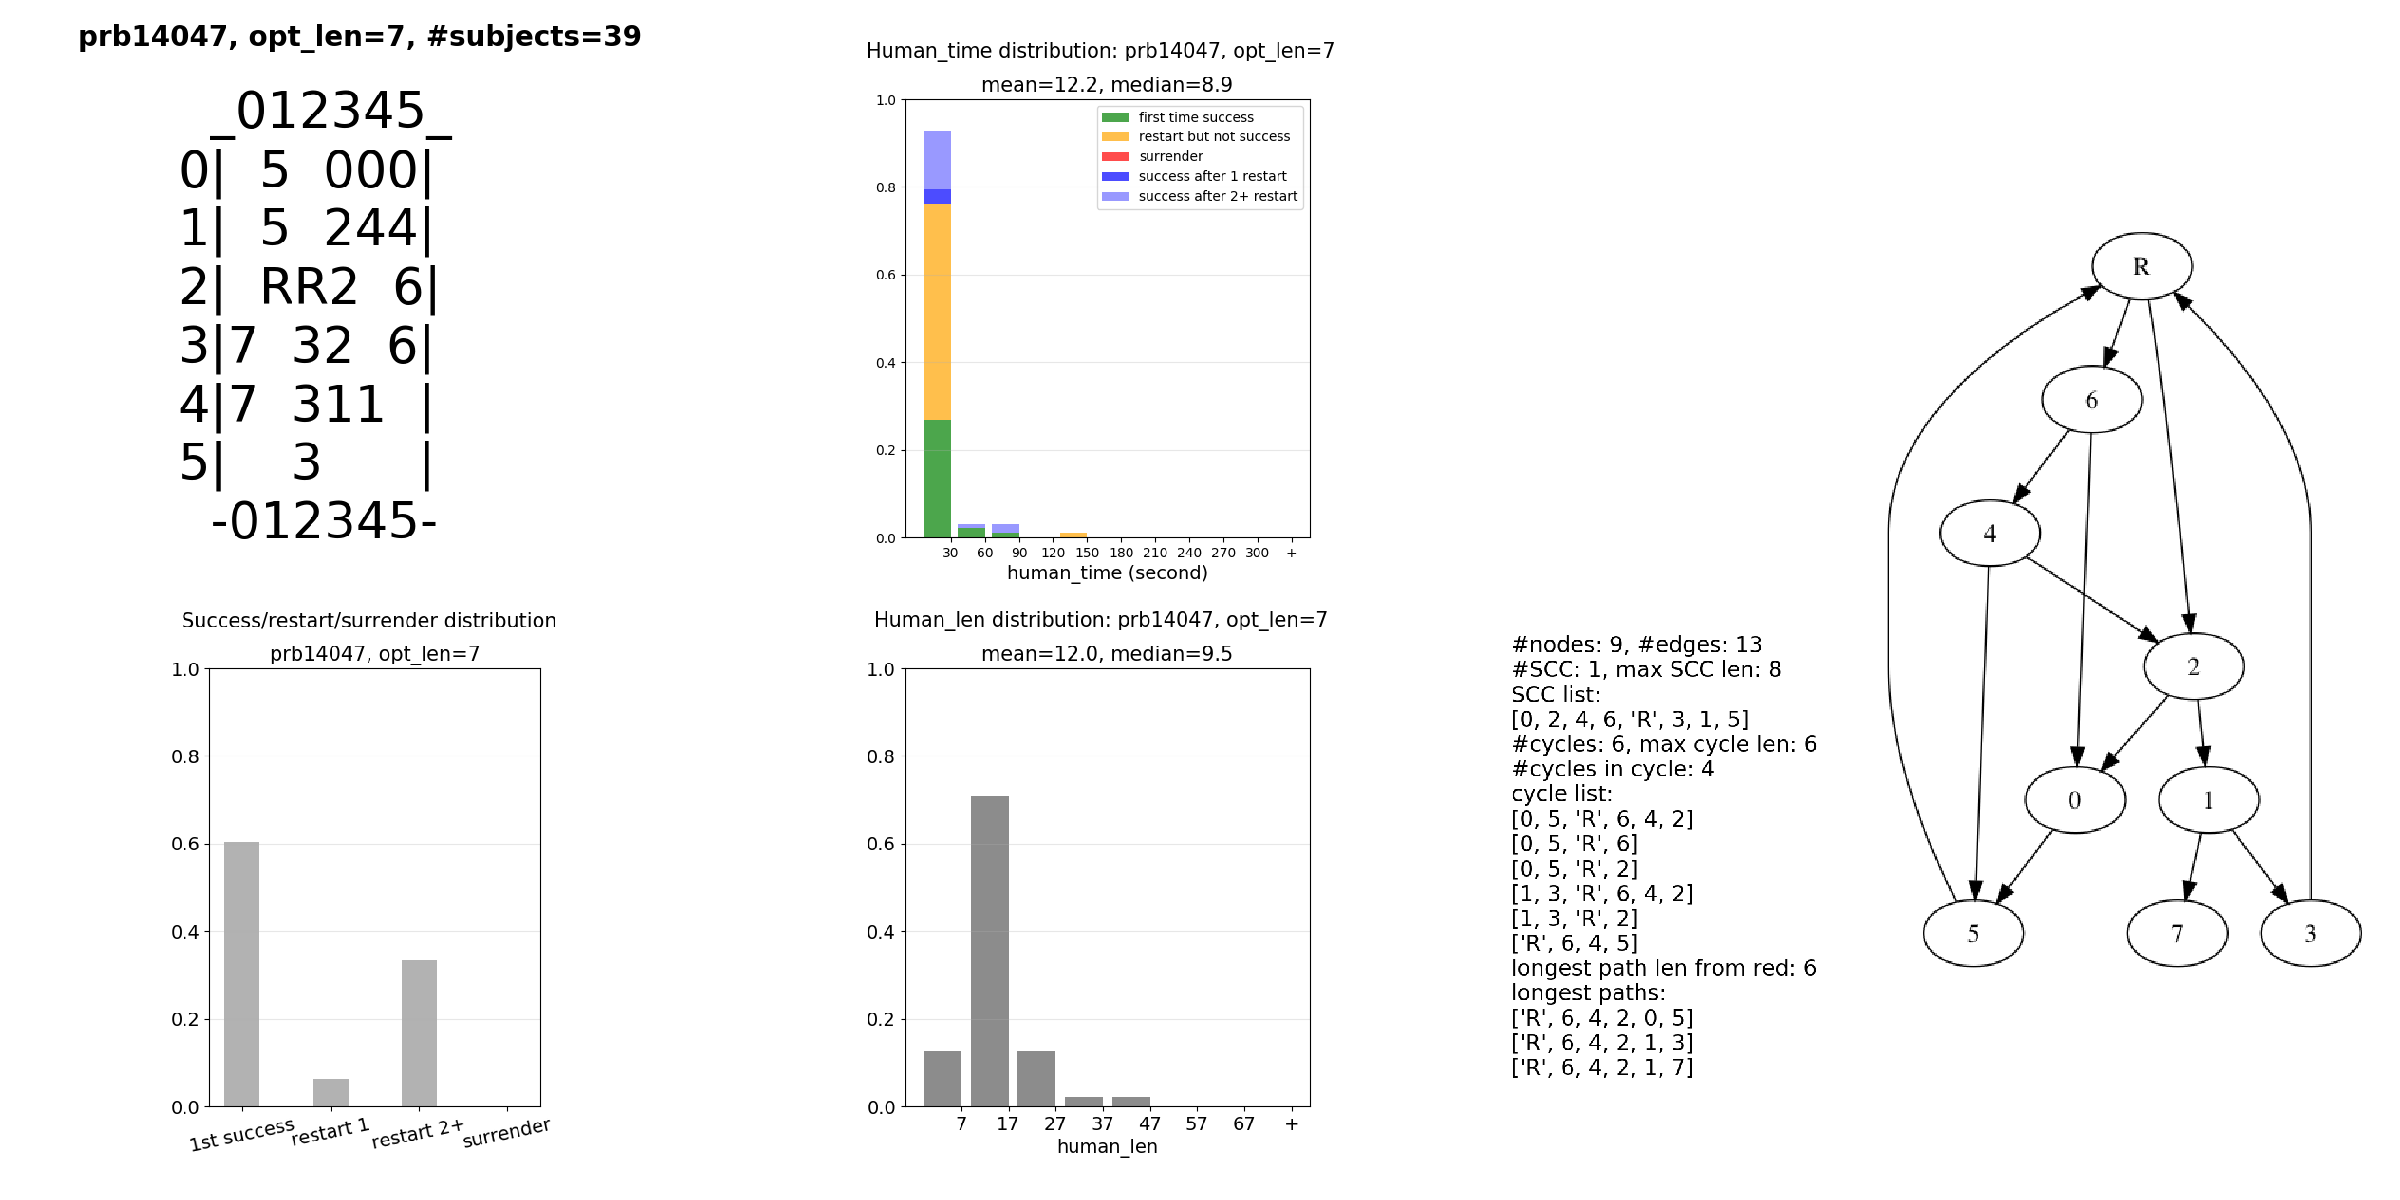 prb14047, opt_len=7, #subjects=39
_012345_
0| 5 000|
1| 5 244|
2| RR2 6|
3|7 32 6|
4|7 311 |
5| 3 |
-012345-
Human_time distribution: prb14047, opt_len=7
mean=12.2, median=8.9
1.0
0.8
0.6
0.4
0.2
0.0
first time success
restart but not success
surrender
success after 1 restart
success after 2+ restart
30 60 90 120 150 180 210 240 270 300 +
human_time (second)
Success/restart/surrender distribution
prb14047, opt_len=7
1.0
0.8
0.6
0.4
0.2
0.0
1st success restart 1 restart 2+ surrender
Human_len distribution: prb14047, opt_len=7
mean=12.0, median=9.5
1.0
0.8
0.6
0.4
0.2
0.0
7 17 27 37 47 57 67 +
human_len
#nodes: 9, #edges: 13
#SCC: 1, max SCC len: 8
SCC list:
[0, 2, 4, 6, 'R', 3, 1, 5]
#cycles: 6, max cycle len: 6
#cycles in cycle: 4
cycle list:
[0, 5, 'R', 6, 4, 2]
[0, 5, 'R', 6]
[0, 5, 'R', 2]
[1, 3, 'R', 6, 4, 2]
[1, 3, 'R', 2]
['R', 6, 4, 5]
longest path len from red: 6
longest paths:
['R', 6, 4, 2, 0, 5]
['R', 6, 4, 2, 1, 3]
['R', 6, 4, 2, 1, 7]
R
6
4
2
0 1
5 7 3